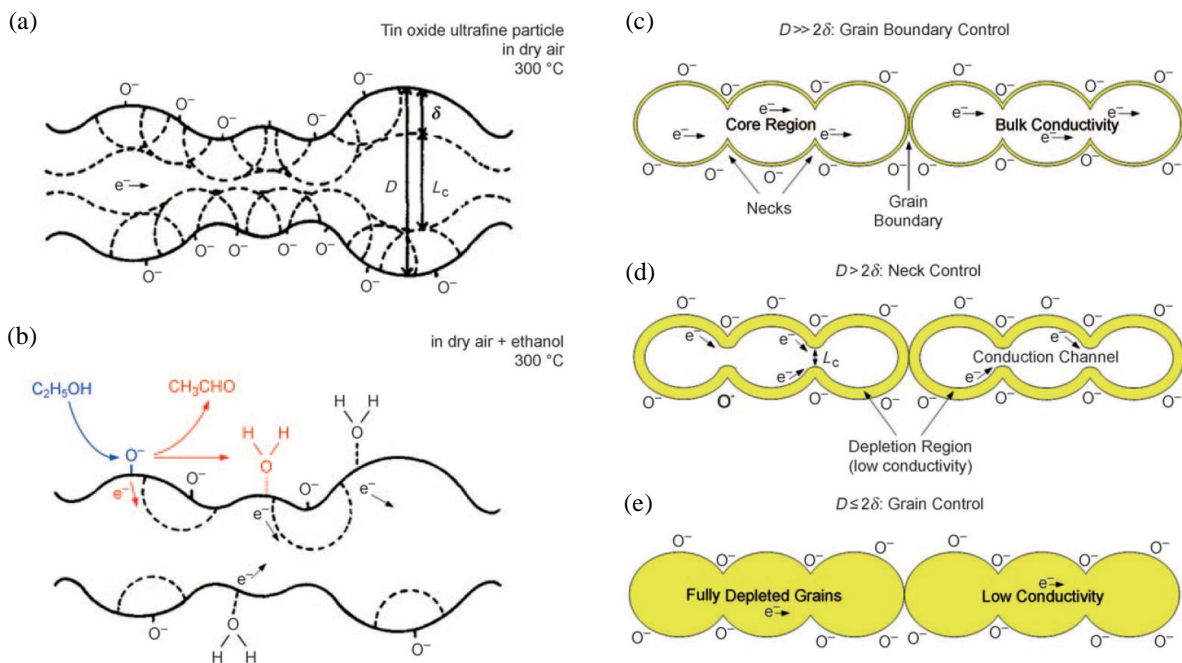 (a)
Tin oxide ultrafine particle
in dry air
300 °C
O⁻
O⁻
O⁻
O⁻
O⁻
O⁻
δ
e⁻
D
L_c
O⁻
O⁻
O⁻
O⁻
O⁻
O⁻
O⁻
(b)
in dry air + ethanol
300 °C
C₂H₅OH
CH₃CHO
H H
O
H H
O
O⁻
O⁻
O⁻
e⁻
e⁻
e⁻
e⁻
O⁻
O⁻
O
H H
(c)
D >> 2δ: Grain Boundary Control
O⁻ O⁻ O⁻ O⁻ O⁻ O⁻
e⁻ e⁻ e⁻
Core Region
Bulk Conductivity
e⁻ e⁻ e⁻
O⁻ O⁻ O⁻ O⁻ O⁻ O⁻ O⁻
Necks
Grain
Boundary
(d)
D > 2δ: Neck Control
O⁻ O⁻ O⁻ O⁻ O⁻ O⁻
e⁻ e⁻ e⁻
L_c
Conduction Channel
e⁻ e⁻
O⁻ O⁻ O⁻ O⁻ O⁻ O⁻ O⁻
Depletion Region
(low conductivity)
(e)
D ≤ 2δ: Grain Control
O⁻ O⁻ O⁻ O⁻ O⁻ O⁻
e⁻
Fully Depleted Grains
Low Conductivity
e⁻
O⁻ O⁻ O⁻ O⁻ O⁻ O⁻ O⁻